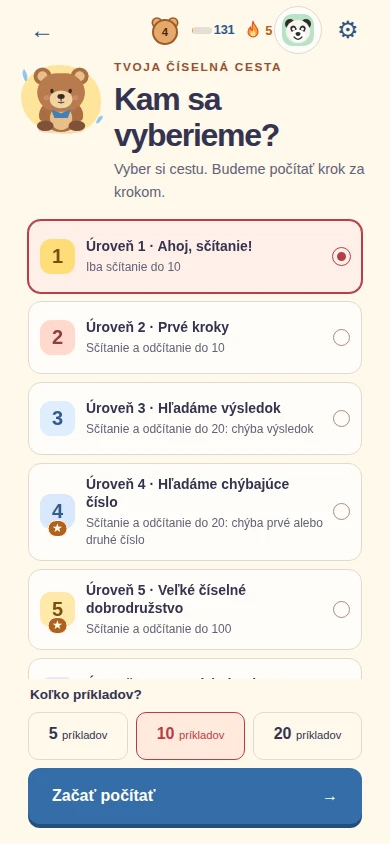 ←
4
131
5
TVOJA ČÍSELNÁ CESTA
Kam sa
vyberieme?
Vyber si cestu. Budeme počítať krok za
krokom.
1
Úroveň 1 · Ahoj, sčítanie!
Iba sčítanie do 10
2
Úroveň 2 · Prvé kroky
Sčítanie a odčítanie do 10
3
Úroveň 3 · Hľadáme výsledok
Sčítanie a odčítanie do 20: chýba výsledok
4
Úroveň 4 · Hľadáme chýbajúce
číslo
Sčítanie a odčítanie do 20: chýba prvé alebo
druhé číslo
5
Úroveň 5 · Veľké číselné
dobrodružstvo
Sčítanie a odčítanie do 100
Koľko príkladov?
5 príkladov
10 príkladov
20 príkladov
Začať počítať →